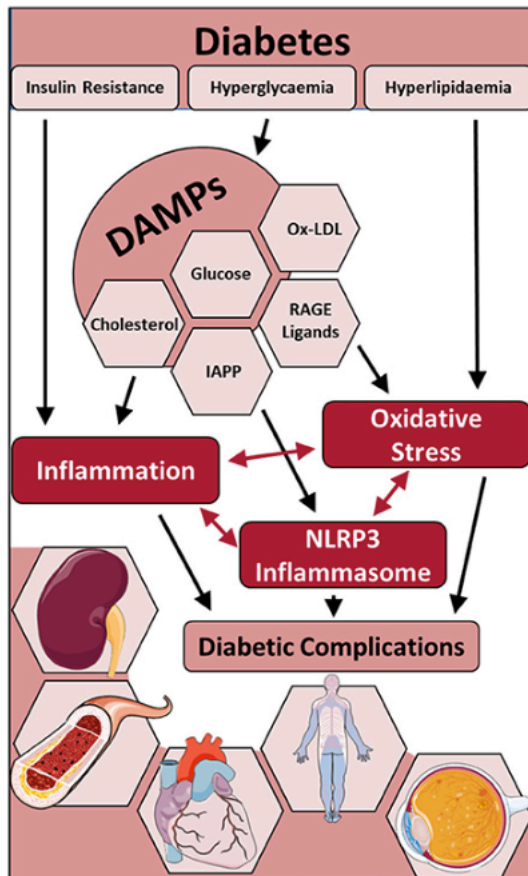 Diabetes
Insulin Resistance
Hyperglycaemia
Hyperlipidaemia
DAMPs
Ox-LDL
Glucose
Cholesterol
RAGE
Ligands
IAPP
Oxidative
Stress
Inflammation
NLRP3
Inflammasome
Diabetic Complications